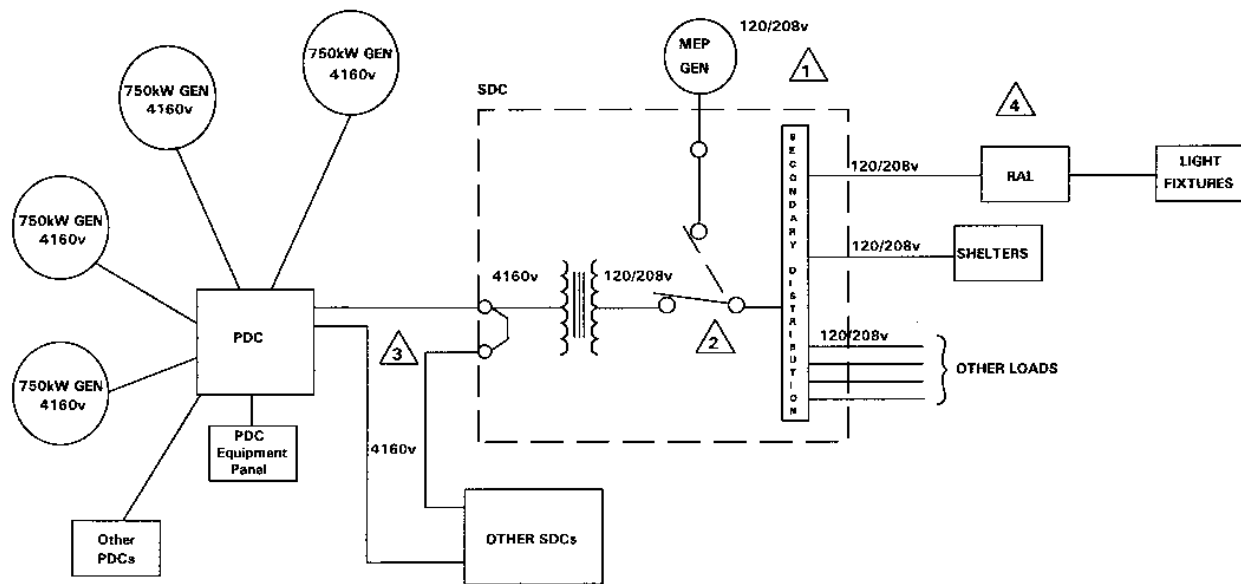 120/208v
MEP
GEN
1
750kW GEN
4160v
750kW GEN
4160v
SDC
4
120/208v
RAL
LIGHT
FIXTURES
750kW GEN
4160v
SECONDARY DISTRIBUTION
120/208v
SHELTERS
4160v
120/208v
PDC
3
2
120/208v
OTHER LOADS
750kW GEN
4160v
PDC
Equipment
Panel
4160v
Other
PDCs
OTHER SDCs